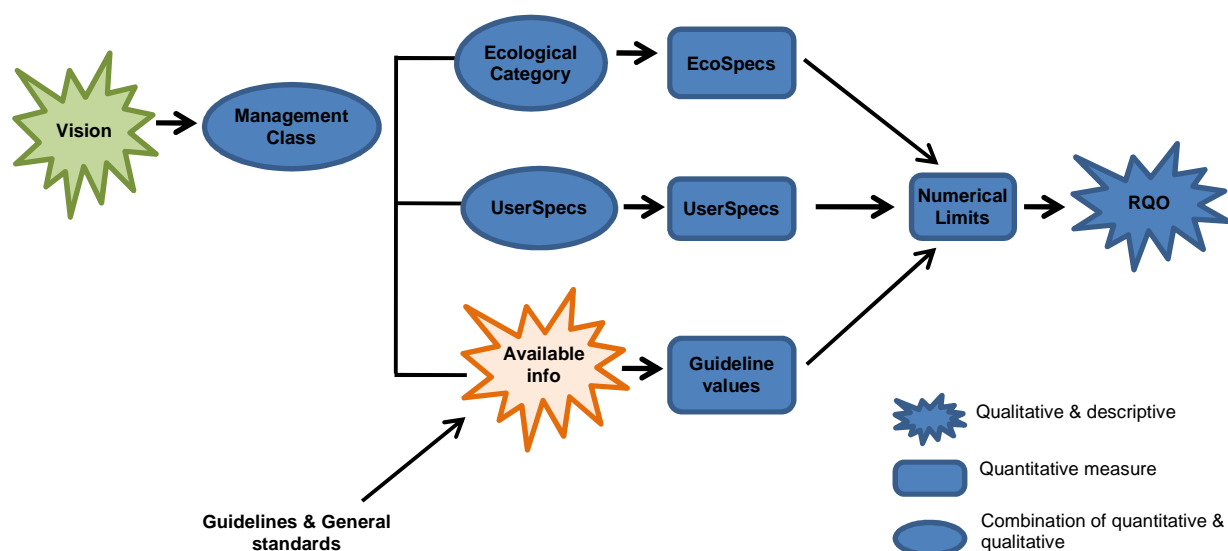 Vision
Management
Class
Ecological
Category
EcoSpecs
UserSpecs
UserSpecs
Available
info
Guideline
values
Numerical
Limits
RQO
Guidelines & General
standards
Qualitative & descriptive
Quantitative measure
Combination of quantitative &
qualitative